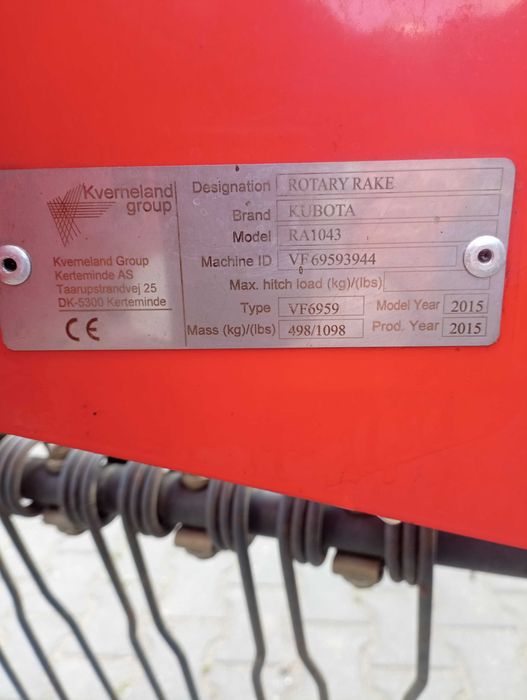 Kverneland
group
Kverneland Group
Kerteminde AS
Taarupstrandvej 25
DK-5300 Kerteminde
CE
Designation ROTARY RAKE
Brand KUBOTA
Model RA1043
Machine ID VF69593944
Max. hitch load (kg)/(lbs)
Type VF6959 Model Year 2015
Mass (kg)/(lbs) 498/1098 Prod. Year 2015